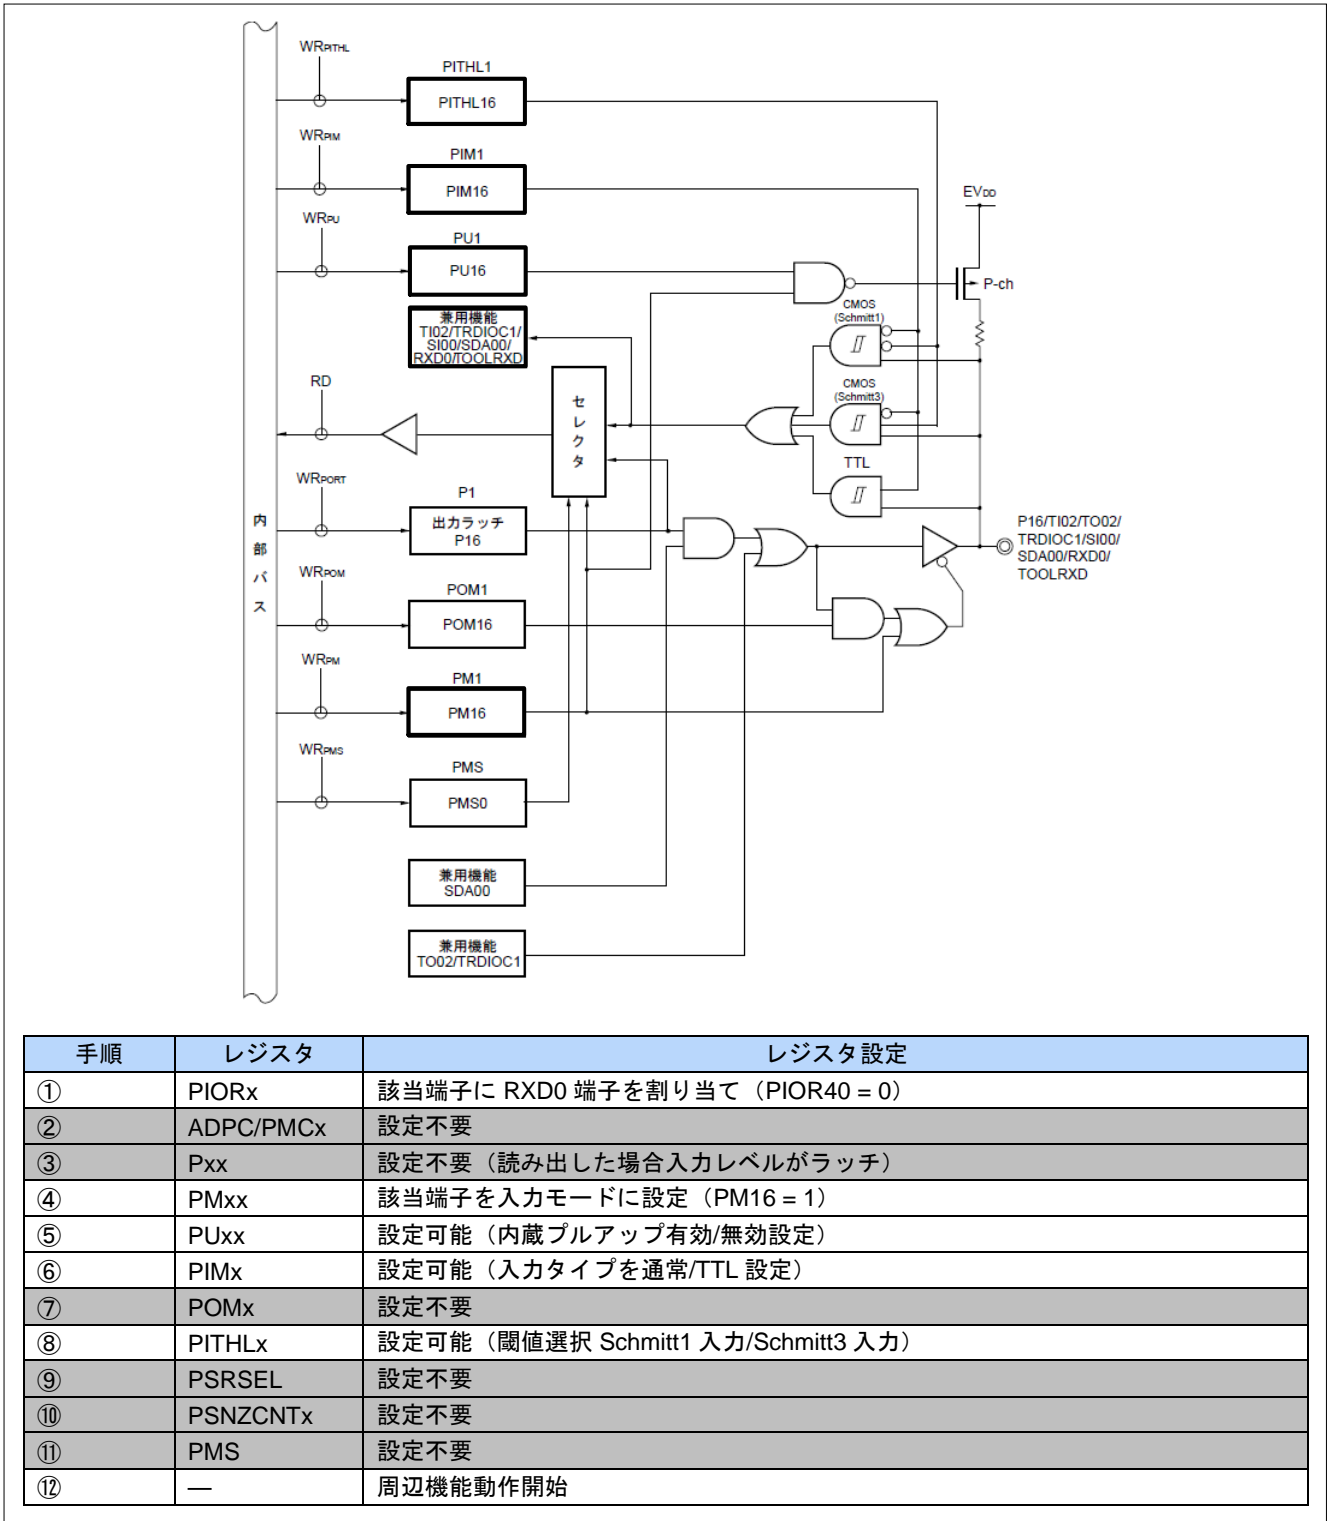 WRPITHL
PITHL1
PITHL16
WRPIM
PIM1
PIM16
EVDD
WRPU
PU1
PU16
P-ch
兼用機能
TI02/TRDIOC1/
SI00/SDA00/
RXD0/TOOLRXD
CMOS
(Schmitt1)
RD
セレクタ
CMOS
(Schmitt3)
TTL
WRPORT
P1
出力ラッチ
P16
内部バス
P16/TI02/TO02/
TRDIOC1/SI00/
SDA00/RXD0/
TOOLRXD
WRPOM
POM1
POM16
WRPM
PM1
PM16
WRPMS
PMS
PMS0
兼用機能
SDA00
兼用機能
TO02/TRDIOC1
手順 レジスタ レジスタ設定
① PIORx 該当端子に RXD0 端子を割り当て（PIOR40 = 0）
② ADPC/PMCx 設定不要
③ Pxx 設定不要（読み出した場合入力レベルがラッチ）
④ PMxx 該当端子を入力モードに設定（PM16 = 1）
⑤ PUxx 設定可能（内蔵プルアップ有効/無効設定）
⑥ PIMx 設定可能（入力タイプを通常/TTL 設定）
⑦ POMx 設定不要
⑧ PITHLx 設定可能（閾値選択 Schmitt1 入力/Schmitt3 入力）
⑨ PSRSEL 設定不要
⑩ PSNZCNTx 設定不要
⑪ PMS 設定不要
⑫ — 周辺機能動作開始